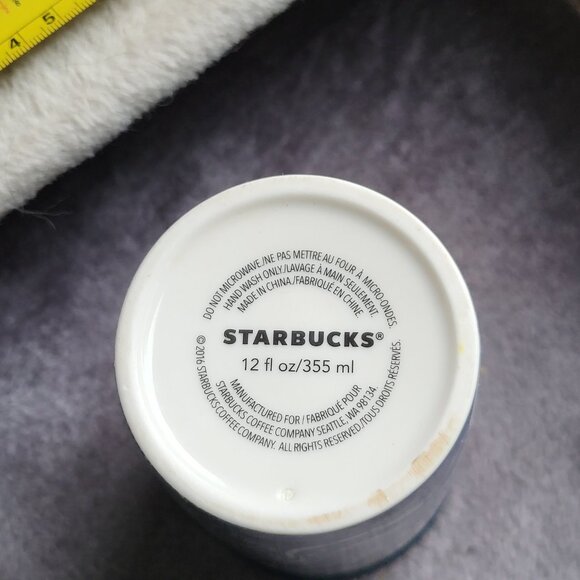 5
4
DO NOT MICROWAVE./NE PAS METTRE AU FOUR À MICRO-ONDES.
HAND WASH ONLY./LAVAGE À MAIN SEULEMENT.
MADE IN CHINA./FABRIQUÉ EN CHINE.
STARBUCKS®
12 fl oz/355 ml
MANUFACTURED FOR / FABRIQUÉ POUR
STARBUCKS COFFEE COMPANY SEATTLE, WA 98134.
© 2016 STARBUCKS COFFEE COMPANY. ALL RIGHTS RESERVED./TOUS DROITS RÉSERVÉS.